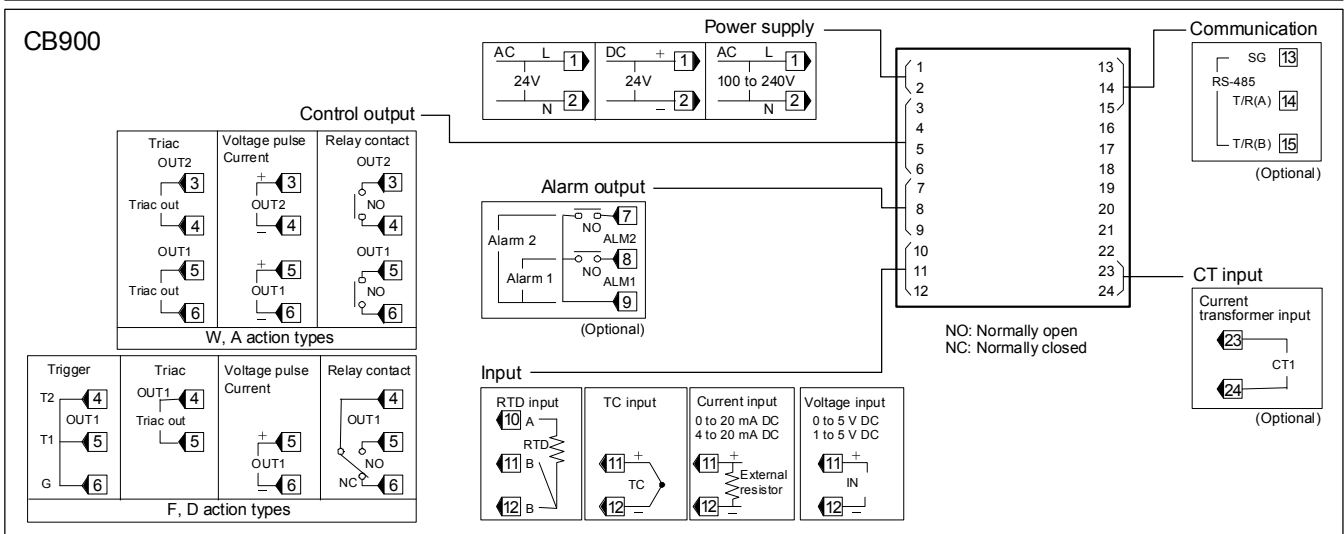 CB900
Power supply
AC L 1
24V
N 2
DC + 1
24V
– 2
AC L 1
100 to 240V
N 2
Control output
Triac
OUT2
3
Triac out
4
OUT1
5
Triac out
6
Voltage pulse
Current
+ 3
OUT2
– 4
+ 5
OUT1
– 6
Relay contact
OUT2
3
NO
4
OUT1
5
NO
6
W, A action types
Trigger
T2 4
OUT1
T1 5
G 6
Triac
OUT1 4
Triac out
5
Voltage pulse
Current
+ 5
OUT1
– 6
Relay contact
4
OUT1
5
NO
NC 6
F, D action types
Alarm output
Alarm 2
Alarm 1
7
NO
ALM2
8
NO
ALM1
9
(Optional)
Input
RTD input
10 A
RTD
11 B
12 B
TC input
11 +
TC
12 –
Current input
0 to 20 mA DC
4 to 20 mA DC
11 +
External
resistor
12 –
Voltage input
0 to 5 V DC
1 to 5 V DC
11 +
IN
12 –
1 13
2 14
3 15
4 16
5 17
6 18
7 19
8 20
9 21
10 22
11 23
12 24
NO: Normally open
NC: Normally closed
Communication
SG 13
RS-485
T/R(A) 14
T/R(B) 15
(Optional)
CT input
Current
transformer input
23
CT1
24
(Optional)